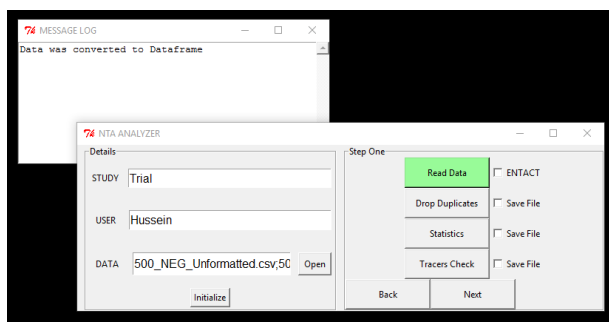 MESSAGE LOG
Data was converted to Dataframe
NTA ANALYZER
Details
STUDY Trial
USER Hussein
DATA 500_NEG_Unformatted.csv;50 Open
Initialize
Step One
Read Data ENTACT
Drop Duplicates Save File
Statistics Save File
Tracers Check Save File
Back Next